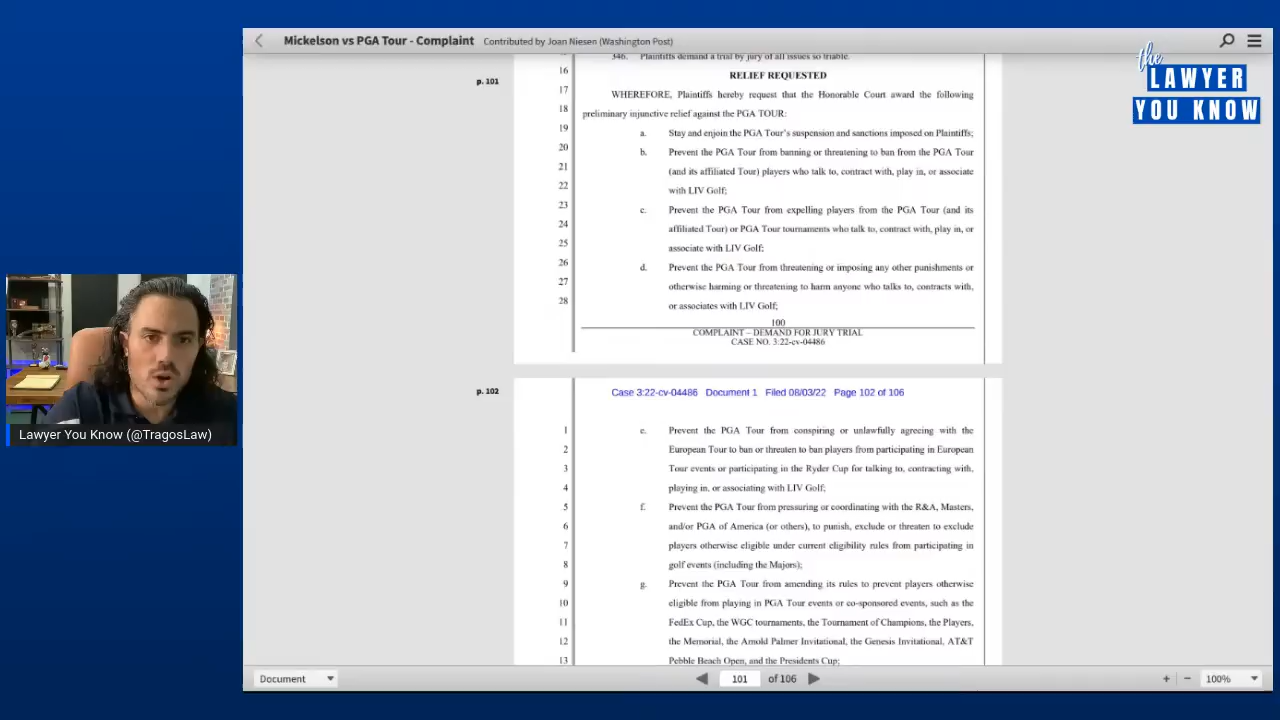 Mickelson vs PGA Tour - Complaint Contributed by Joan Niesen (Washington Post)
the
LAWYER
YOU KNOW
346. Plaintiffs demand a trial by jury of all issues so triable.
p. 101
16 RELIEF REQUESTED
17 WHEREFORE, Plaintiffs hereby request that the Honorable Court award the following
18 preliminary injunctive relief against the PGA TOUR:
19 a. Stay and enjoin the PGA Tour's suspension and sanctions imposed on Plaintiffs;
20 b. Prevent the PGA Tour from banning or threatening to ban from the PGA Tour
21 (and its affiliated Tour) players who talk to, contract with, play in, or associate
22 with LIV Golf;
23 c. Prevent the PGA Tour from expelling players from the PGA Tour (and its
24 affiliated Tour) or PGA Tour tournaments who talk to, contract with, play in, or
25 associate with LIV Golf;
26 d. Prevent the PGA Tour from threatening or imposing any other punishments or
27 otherwise harming or threatening to harm anyone who talks to, contracts with,
28 or associates with LIV Golf;
100
COMPLAINT – DEMAND FOR JURY TRIAL
CASE NO. 3:22-cv-04486
p. 102
Case 3:22-cv-04486 Document 1 Filed 08/03/22 Page 102 of 106
1 e. Prevent the PGA Tour from conspiring or unlawfully agreeing with the
2 European Tour to ban or threaten to ban players from participating in European
3 Tour events or participating in the Ryder Cup for talking to, contracting with,
4 playing in, or associating with LIV Golf;
5 f. Prevent the PGA Tour from pressuring or coordinating with the R&A, Masters,
6 and/or PGA of America (or others), to punish, exclude or threaten to exclude
7 players otherwise eligible under current eligibility rules from participating in
8 golf events (including the Majors);
9 g. Prevent the PGA Tour from amending its rules to prevent players otherwise
10 eligible from playing in PGA Tour events or co-sponsored events, such as the
11 FedEx Cup, the WGC tournaments, the Tournament of Champions, the Players,
12 the Memorial, the Arnold Palmer Invitational, the Genesis Invitational, AT&T
13 Pebble Beach Open, and the Presidents Cup;
Lawyer You Know (@TragosLaw)
Document 101 of 106 + − 100%